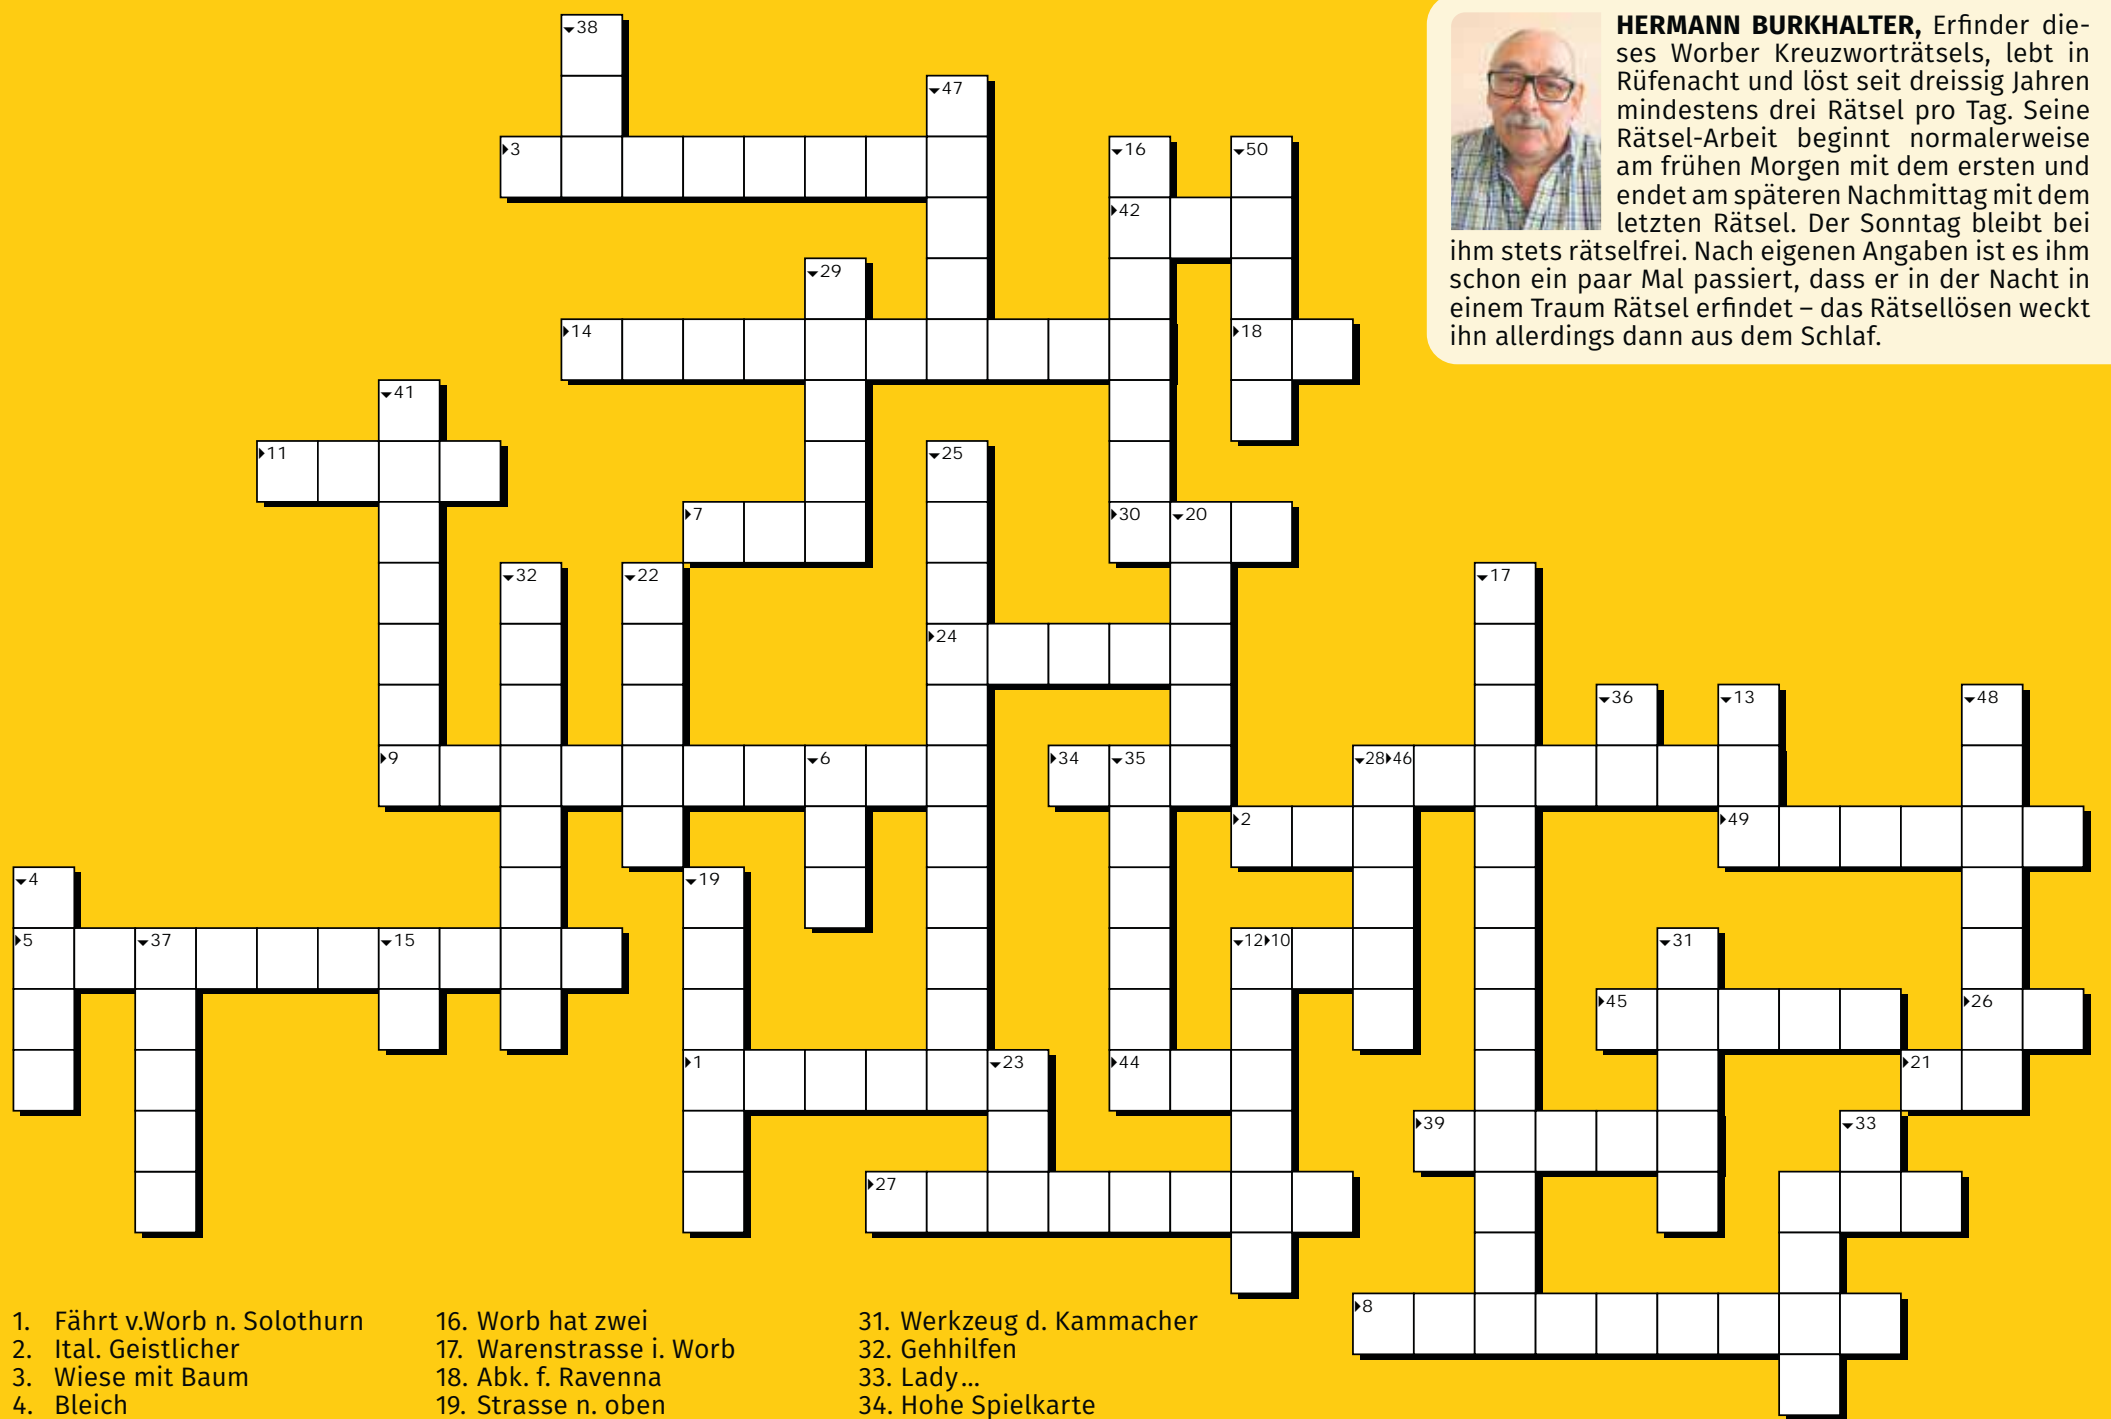 HERMANN BURKHALTER, Erfinder die-
ses Worber Kreuzworträtsels, lebt in
Rüfenacht und löst seit dreissig Jahren
mindestens drei Rätsel pro Tag. Seine
Rätsel-Arbeit beginnt normalerweise
am frühen Morgen mit dem ersten und
endet am späteren Nachmittag mit dem
letzten Rätsel. Der Sonntag bleibt bei
ihm stets rätselfrei. Nach eigenen Angaben ist es ihm
schon ein paar Mal passiert, dass er in der Nacht in
einem Traum Rätsel erfindet – das Rätsellösen weckt
ihn allerdings dann aus dem Schlaf.
38
47
3
16
50
42
29
14
18
41
11
25
7
30
20
32
22
17
24
36
13
48
9
6
34
35
28
46
2
49
4
19
5
37
15
12
10
31
45
26
1
23
44
21
39
33
27
8
1. Fährt v.Worb n. Solothurn
2. Ital. Geistlicher
3. Wiese mit Baum
4. Bleich
16. Worb hat zwei
17. Warenstrasse i. Worb
18. Abk. f. Ravenna
19. Strasse n. oben
31. Werkzeug d. Kammacher
32. Gehhilfen
33. Lady...
34. Hohe Spielkarte